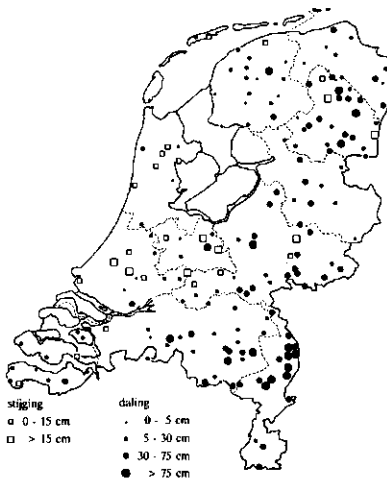 stijging
0 - 15 cm
> 15 cm
daling
0 - 5 cm
5 - 30 cm
30 - 75 cm
> 75 cm